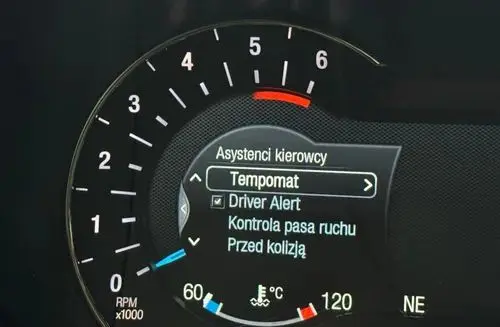 6
5
4
3
2
1
0
RPM
x1000
Asystenci kierowcy
Tempomat
Driver Alert
Kontrola pasa ruchu
Przed kolizją
60 °C 120
NE